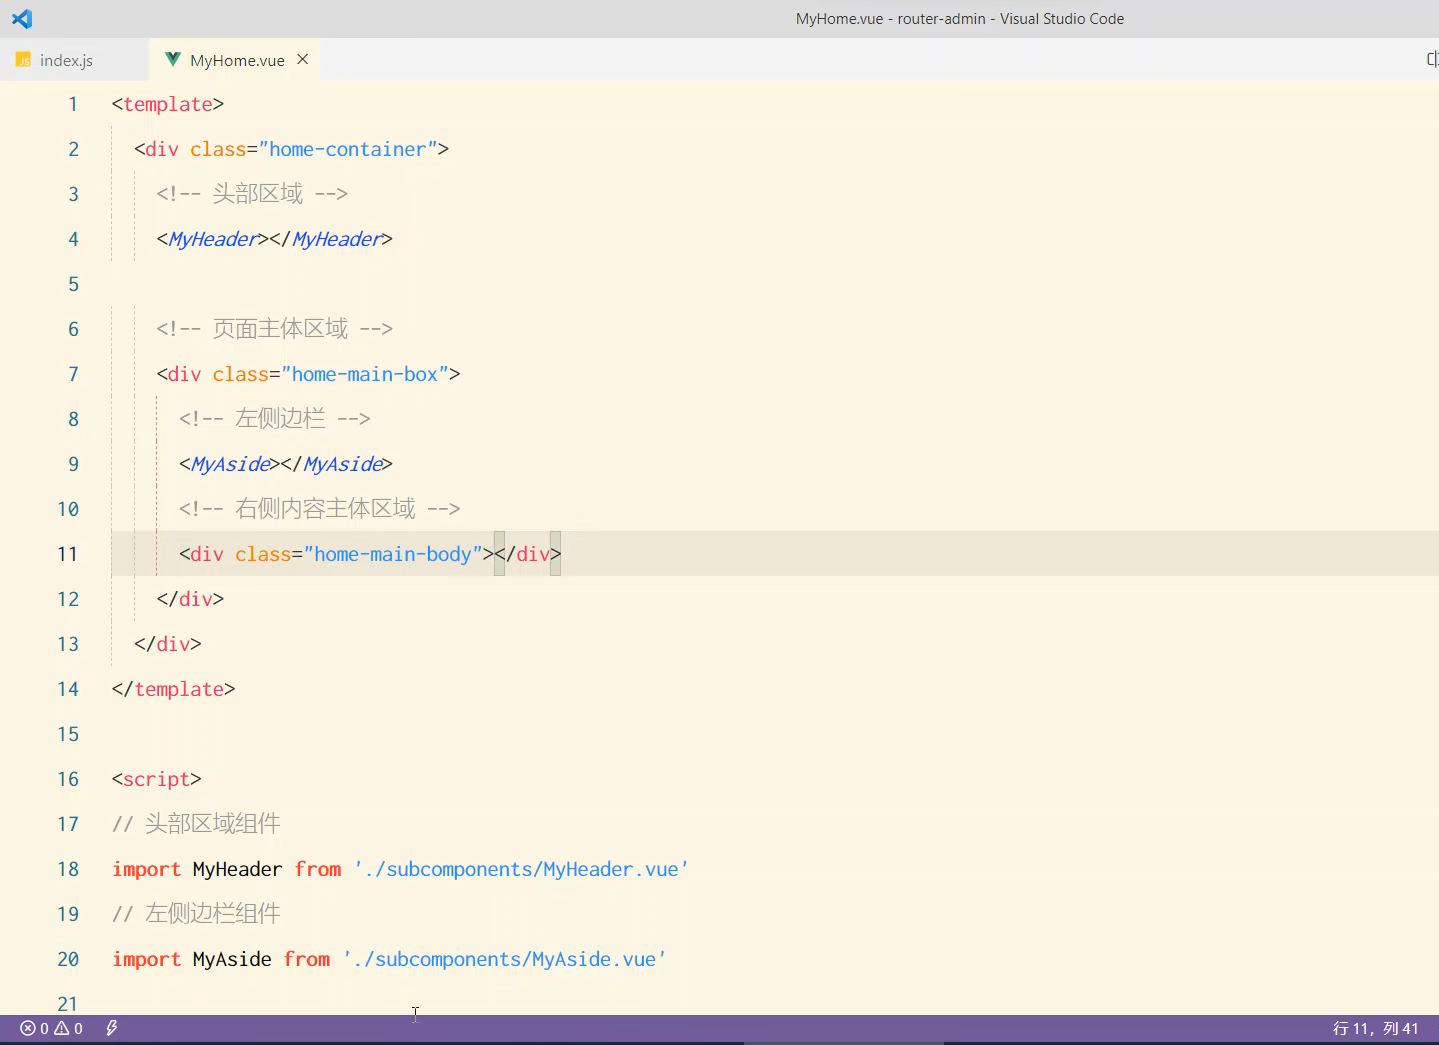 MyHome.vue - router-admin - Visual Studio Code
JS index.js MyHome.vue
1 <template>
2 <div class="home-container">
3 <!-- 头部区域 -->
4 <MyHeader></MyHeader>
5
6 <!-- 页面主体区域 -->
7 <div class="home-main-box">
8 <!-- 左侧边栏 -->
9 <MyAside></MyAside>
10 <!-- 右侧内容主体区域 -->
11 <div class="home-main-body"></div>
12 </div>
13 </div>
14 </template>
15
16 <script>
17 // 头部区域组件
18 import MyHeader from './subcomponents/MyHeader.vue'
19 // 左侧边栏组件
20 import MyAside from './subcomponents/MyAside.vue'
21
0 0 行 11，列 41